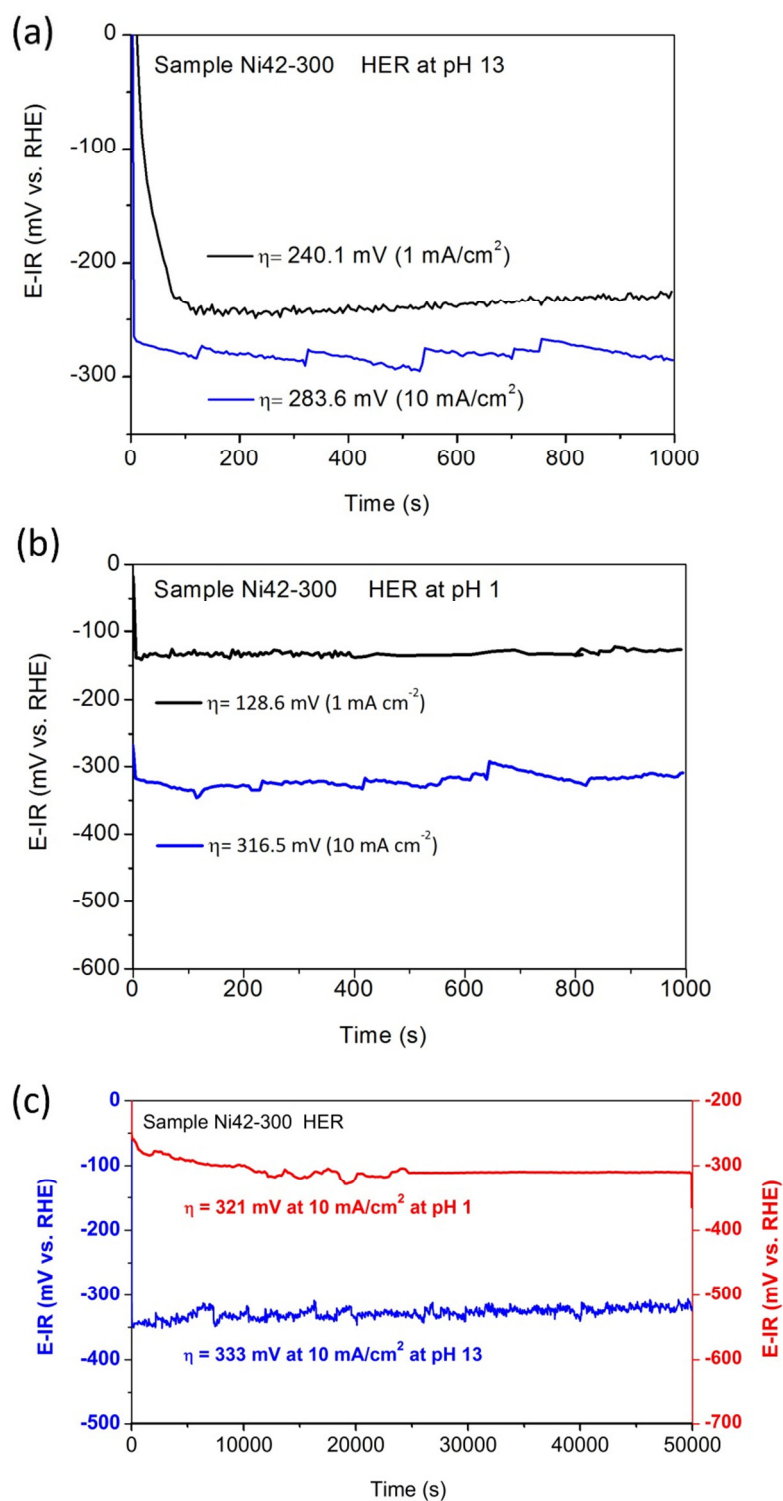 (a)
Sample Ni42-300 HER at pH 13
η= 240.1 mV (1 mA/cm²)
η= 283.6 mV (10 mA/cm²)
E-IR (mV vs. RHE)
0
-100
-200
-300
0 200 400 600 800 1000
Time (s)
(b)
Sample Ni42-300 HER at pH 1
η= 128.6 mV (1 mA cm⁻²)
η= 316.5 mV (10 mA cm⁻²)
E-IR (mV vs. RHE)
0
-100
-200
-300
-400
-500
-600
0 200 400 600 800 1000
Time (s)
(c)
Sample Ni42-300 HER
η = 321 mV at 10 mA/cm² at pH 1
η = 333 mV at 10 mA/cm² at pH 13
E-IR (mV vs. RHE)
0
-100
-200
-300
-400
-500
E-IR (mV vs. RHE)
-200
-300
-400
-500
-600
-700
0 10000 20000 30000 40000 50000
Time (s)